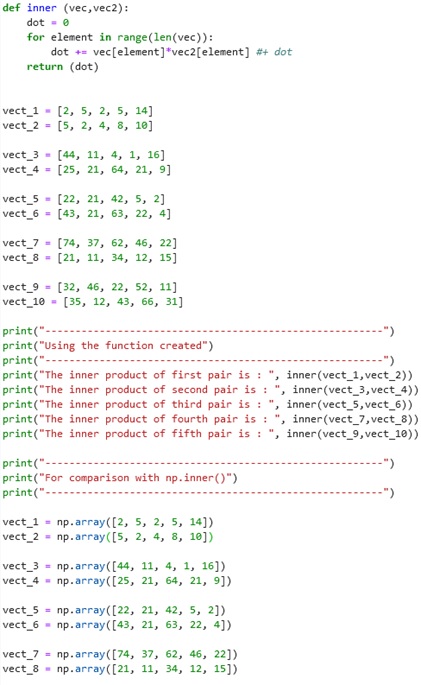 def inner (vec,vec2):
    dot = 0
    for element in range(len(vec)):
        dot += vec[element]*vec2[element] #+ dot
    return (dot)
vect_1 = [2, 5, 2, 5, 14]
vect_2 = [5, 2, 4, 8, 10]
vect_3 = [44, 11, 4, 1, 16]
vect_4 = [25, 21, 64, 21, 9]
vect_5 = [22, 21, 42, 5, 2]
vect_6 = [43, 21, 63, 22, 4]
vect_7 = [74, 37, 62, 46, 22]
vect_8 = [21, 11, 34, 12, 15]
vect_9 = [32, 46, 22, 52, 11]
vect_10 = [35, 12, 43, 66, 31]
print("------------------------------------------------------")
print("Using the function created")
print("------------------------------------------------------")
print("The inner product of first pair is : ", inner(vect_1,vect_2))
print("The inner product of second pair is : ", inner(vect_3,vect_4))
print("The inner product of third pair is : ", inner(vect_5,vect_6))
print("The inner product of fourth pair is : ", inner(vect_7,vect_8))
print("The inner product of fifth pair is : ", inner(vect_9,vect_10))
print("------------------------------------------------------")
print("For comparison with np.inner()")
print("------------------------------------------------------")
vect_1 = np.array([2, 5, 2, 5, 14])
vect_2 = np.array([5, 2, 4, 8, 10])
vect_3 = np.array([44, 11, 4, 1, 16])
vect_4 = np.array([25, 21, 64, 21, 9])
vect_5 = np.array([22, 21, 42, 5, 2])
vect_6 = np.array([43, 21, 63, 22, 4])
vect_7 = np.array([74, 37, 62, 46, 22])
vect_8 = np.array([21, 11, 34, 12, 15])